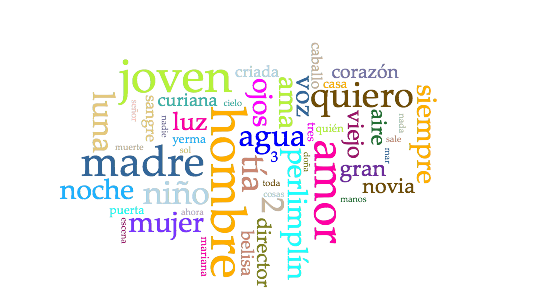 joven
criada
caballo
corazón
casa
voz
ojos
ama
quiero
siempre
luna
señor
sangre
curiana
cielo
nadie
luz
hombre
agua
tres
quién
viejo
aire
nada
sale
mar
yerma
sol
muerte
madre
tía
3
perlimplín
doña
amor
gran
novia
noche
niño
toda
cosas
2
manos
puerta
ahora
escena
mujer
mariana
belisa
director